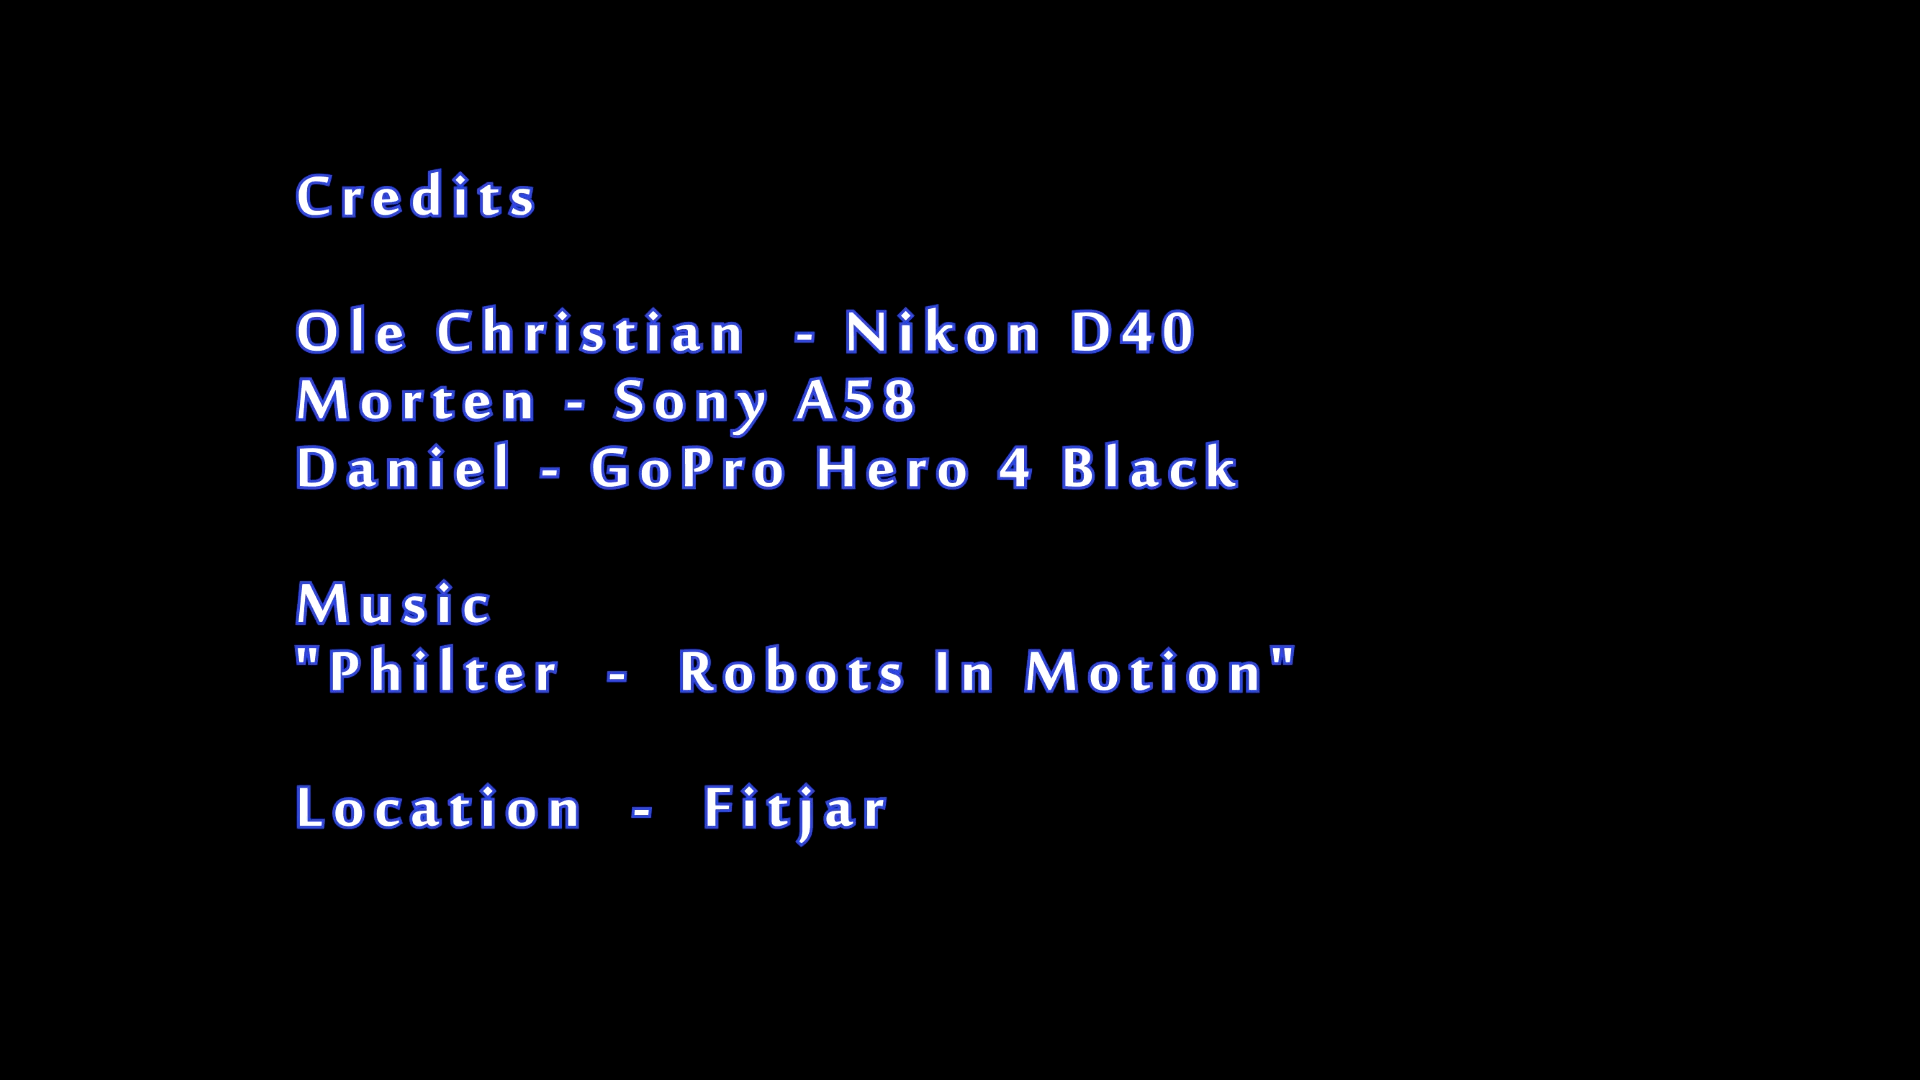 Credits
Ole Christian - Nikon D40
Morten - Sony A58
Daniel - GoPro Hero 4 Black
Music
"Philter - Robots In Motion"
Location - Fitjar